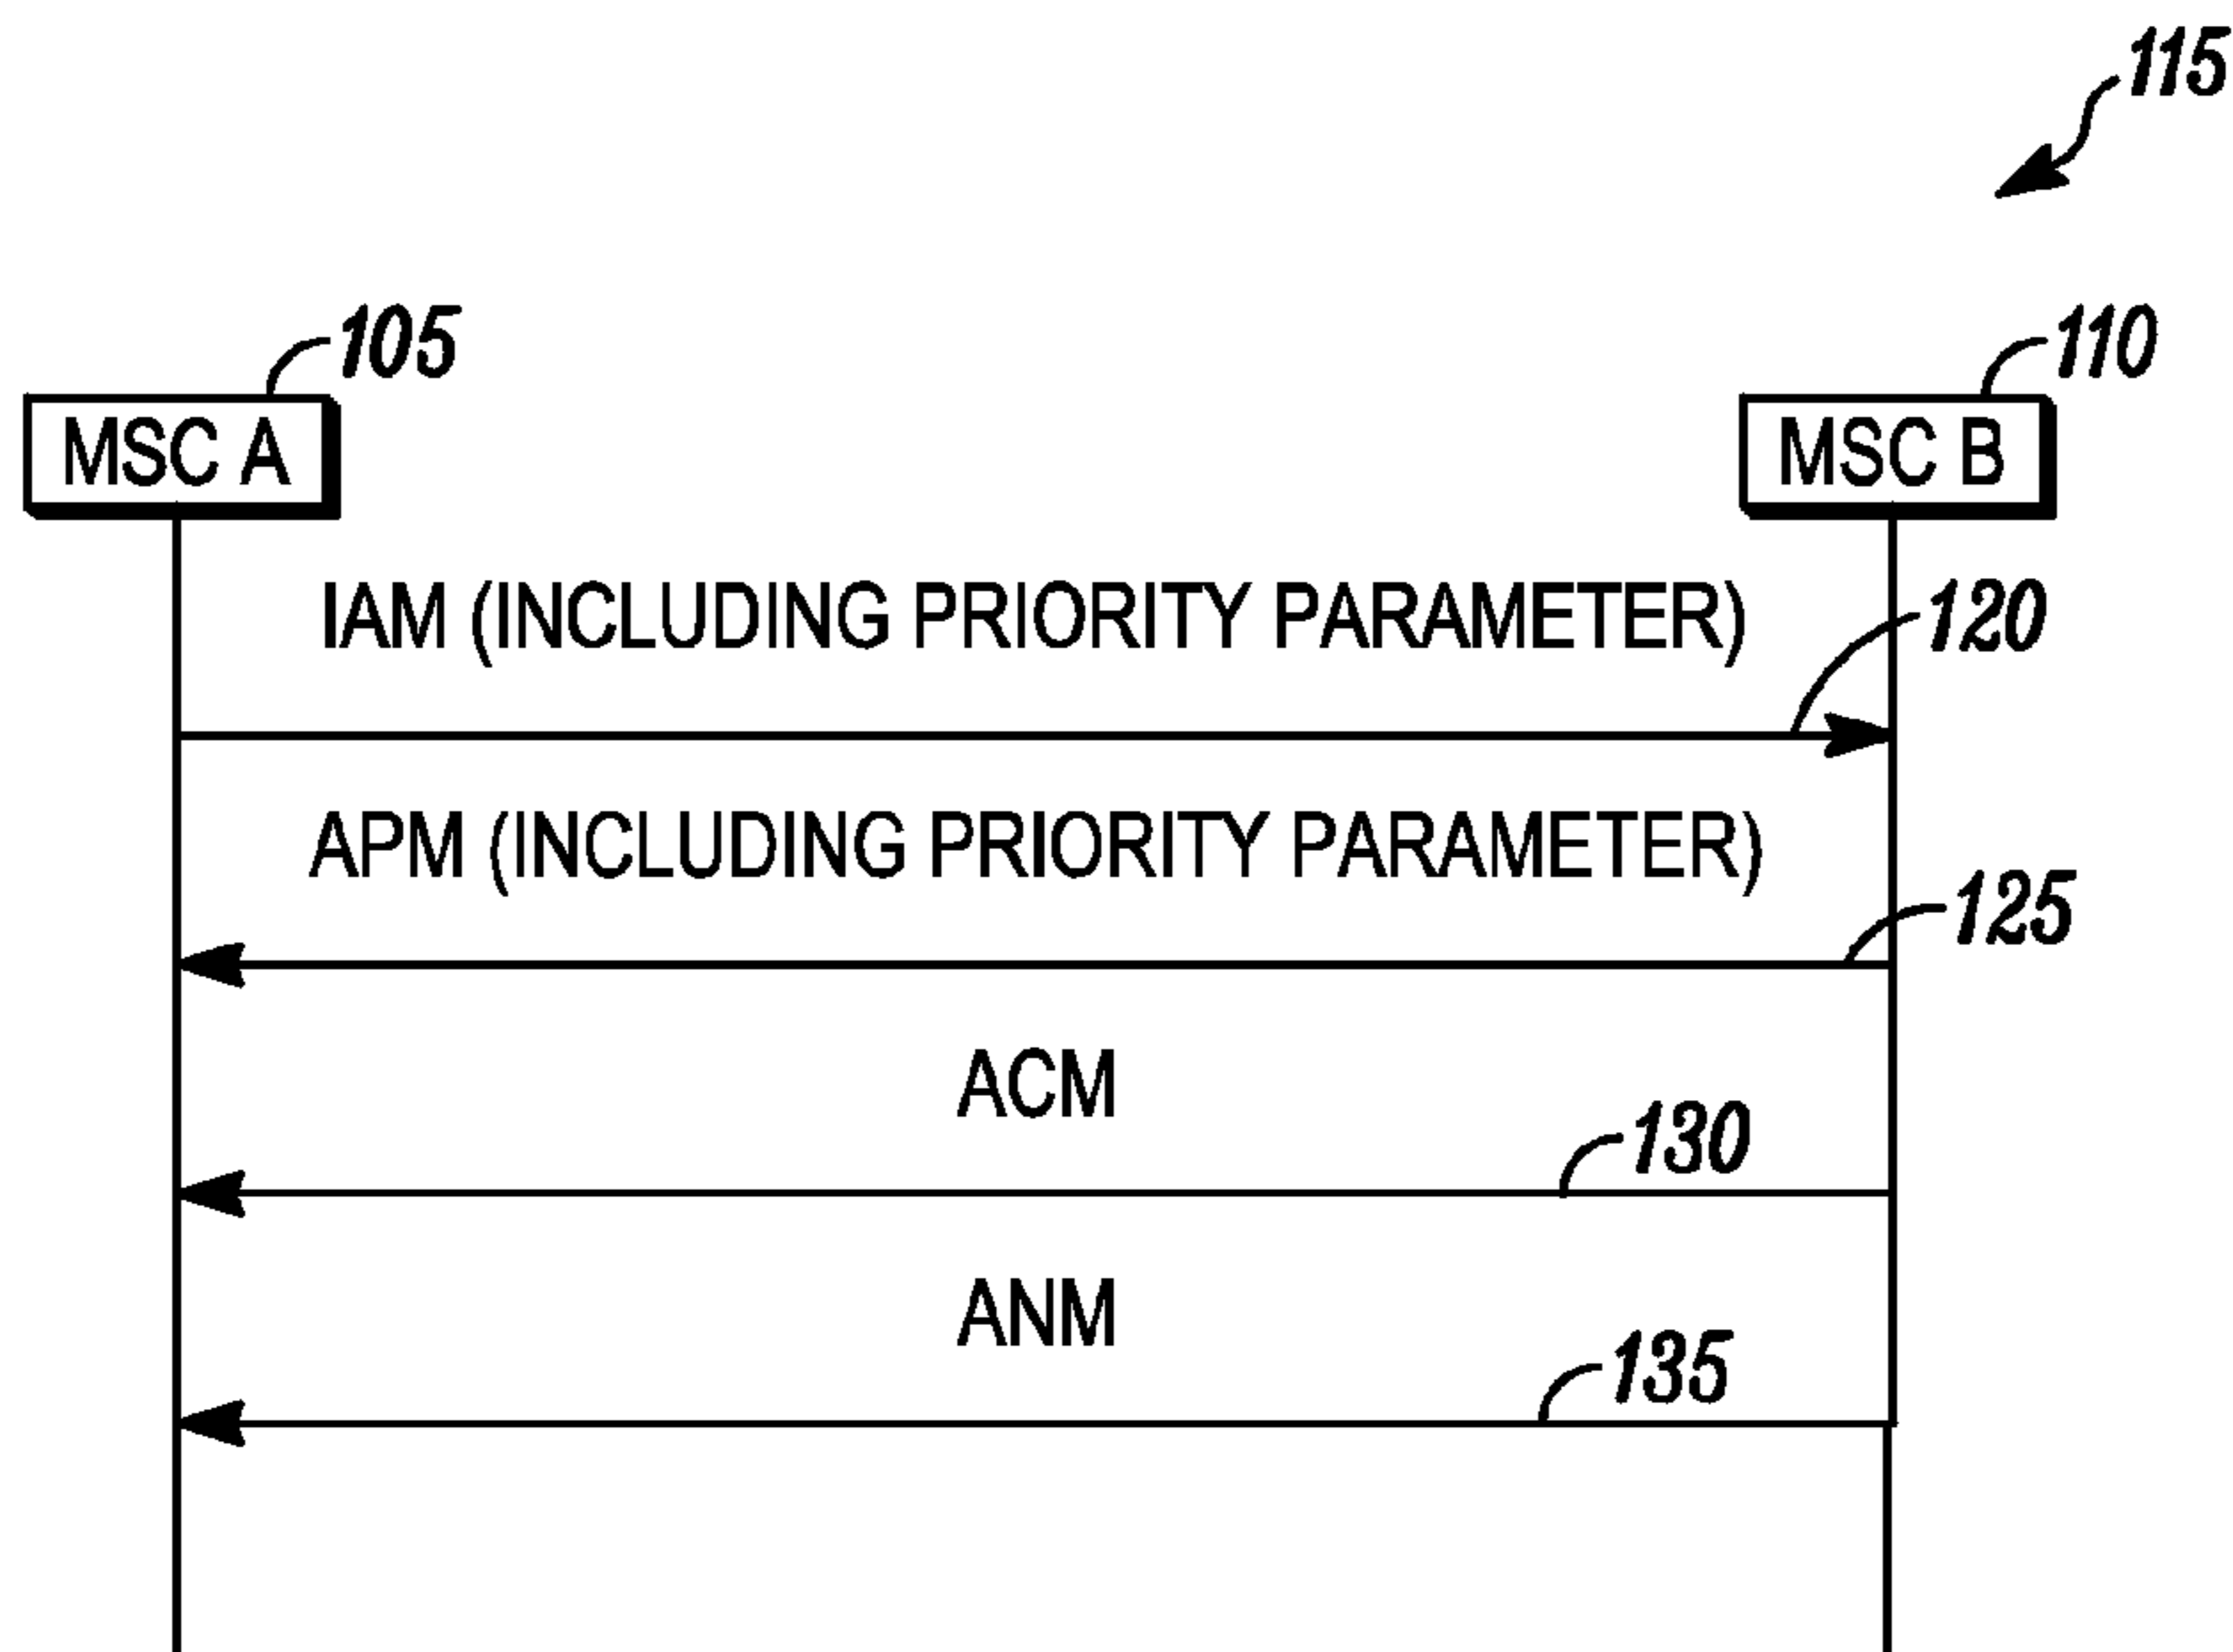 115
105
110
MSC A
MSC B
IAM (INCLUDING PRIORITY PARAMETER)
120
APM (INCLUDING PRIORITY PARAMETER)
125
ACM
130
ANM
135